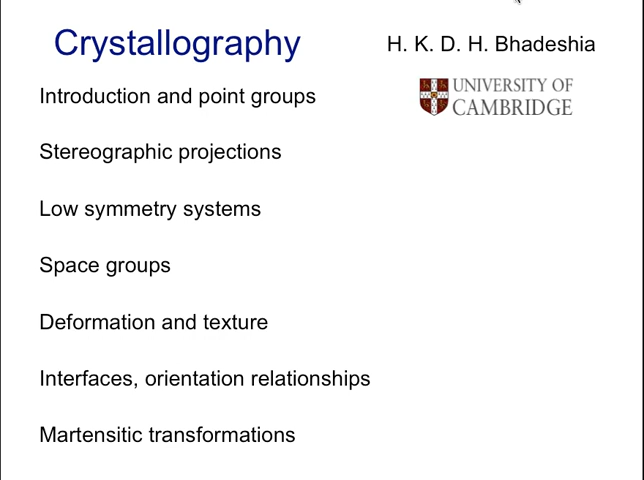 Crystallography
H. K. D. H. Bhadeshia
UNIVERSITY OF
CAMBRIDGE
Introduction and point groups
Stereographic projections
Low symmetry systems
Space groups
Deformation and texture
Interfaces, orientation relationships
Martensitic transformations